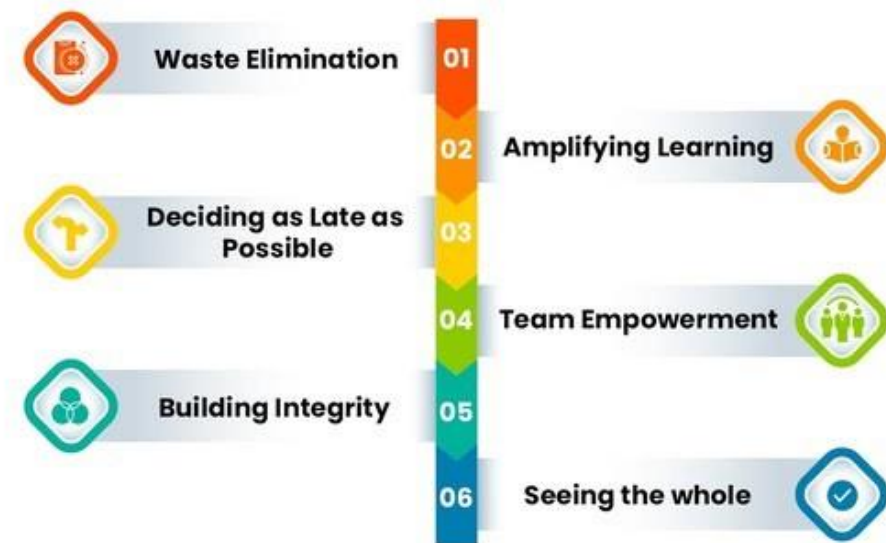 Waste Elimination
01
02
Amplifying Learning
Deciding as Late as
Possible
03
04
Team Empowerment
Building Integrity
05
06
Seeing the whole